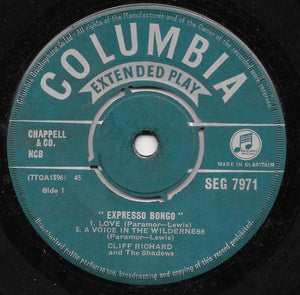 COLUMBIA
EXTENDED PLAY
CHAPPELL
& CO.
NCB
MADE IN GT. BRITAIN
(7TCA1396) 45
SEG 7971
Side 1
"EXPRESSO BONGO"
1. LOVE (Paramor-Lewis)
2. A VOICE IN THE WILDERNESS
(Paramor-Lewis)
CLIFF RICHARD
and The Shadows